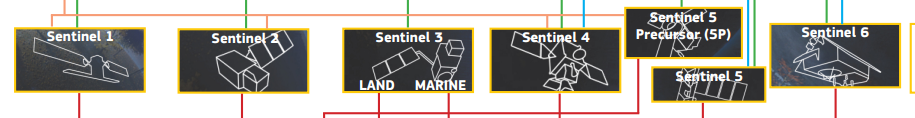 Sentinel 1
Sentinel 2
Sentinel 3
LAND MARINE
Sentinel 4
Sentinel 5
Precursor (5P)
Sentinel 5
Sentinel 6